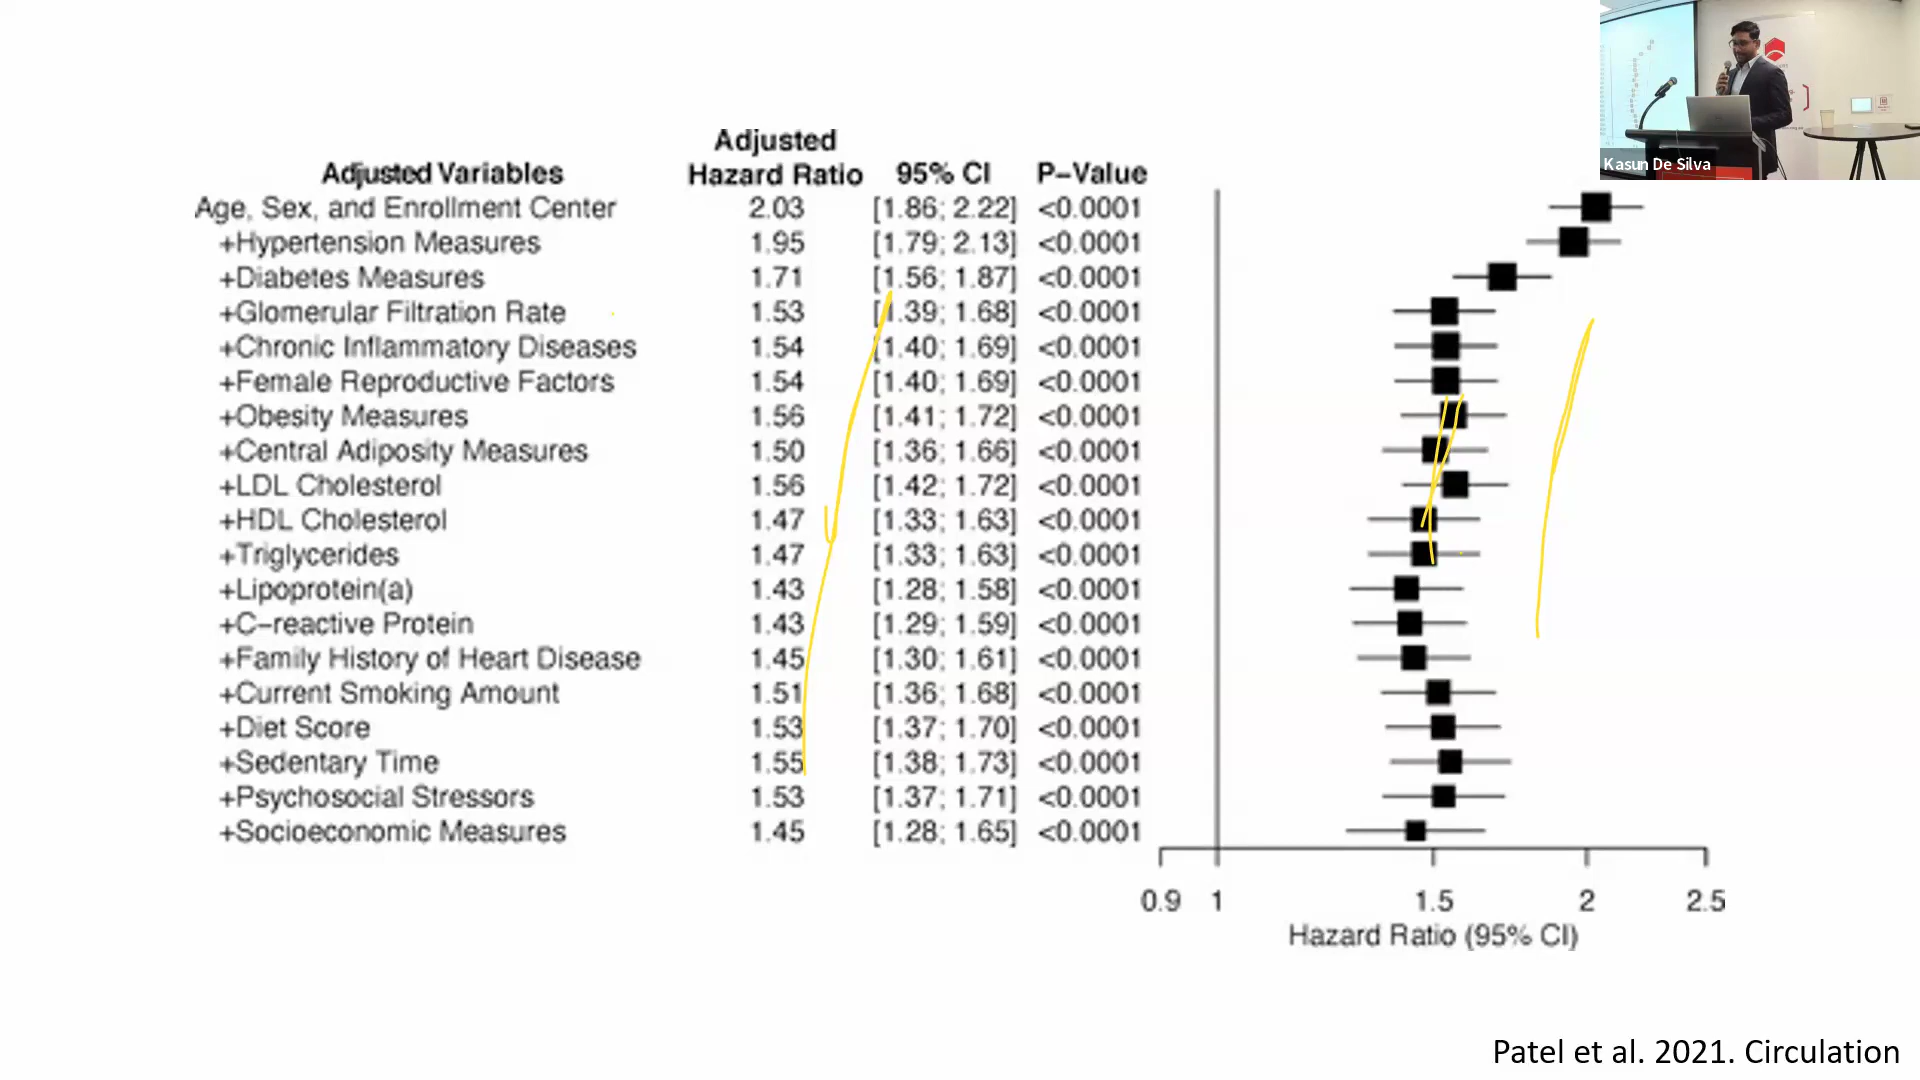 Kasun De Silva
Adjusted Variables Adjusted Hazard Ratio 95% CI P-Value
Age, Sex, and Enrollment Center 2.03 [1.86; 2.22] <0.0001
+Hypertension Measures 1.95 [1.79; 2.13] <0.0001
+Diabetes Measures 1.71 [1.56; 1.87] <0.0001
+Glomerular Filtration Rate 1.53 [1.39; 1.68] <0.0001
+Chronic Inflammatory Diseases 1.54 [1.40; 1.69] <0.0001
+Female Reproductive Factors 1.54 [1.40; 1.69] <0.0001
+Obesity Measures 1.56 [1.41; 1.72] <0.0001
+Central Adiposity Measures 1.50 [1.36; 1.66] <0.0001
+LDL Cholesterol 1.56 [1.42; 1.72] <0.0001
+HDL Cholesterol 1.47 [1.33; 1.63] <0.0001
+Triglycerides 1.47 [1.33; 1.63] <0.0001
+Lipoprotein(a) 1.43 [1.28; 1.58] <0.0001
+C-reactive Protein 1.43 [1.29; 1.59] <0.0001
+Family History of Heart Disease 1.45 [1.30; 1.61] <0.0001
+Current Smoking Amount 1.51 [1.36; 1.68] <0.0001
+Diet Score 1.53 [1.37; 1.70] <0.0001
+Sedentary Time 1.55 [1.38; 1.73] <0.0001
+Psychosocial Stressors 1.53 [1.37; 1.71] <0.0001
+Socioeconomic Measures 1.45 [1.28; 1.65] <0.0001
0.9 1 1.5 2 2.5
Hazard Ratio (95% CI)
Patel et al. 2021. Circulation